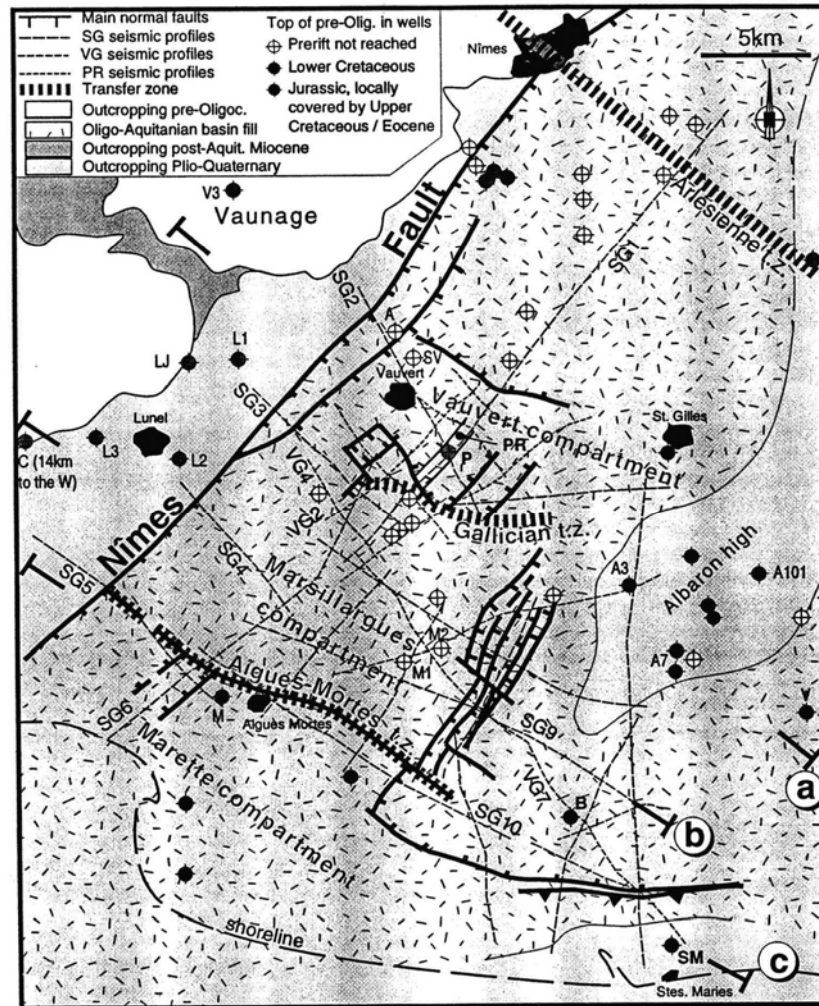 Main normal faults
SG seismic profiles
VG seismic profiles
PR seismic profiles
Transfer zone
Outcropping pre-Oligoc.
Oligo-Aquitanian basin fill
Outcropping post-Aquit. Miocene
Outcropping Plio-Quaternary
Top of pre-Olig. in wells
Prerift not reached
Lower Cretaceous
Jurassic, locally
covered by Upper
Cretaceous / Eocene
Nîmes
5km
V3
Vaunage
Fault
Arlésienne t.z.
SG1
SG2
A
L1
LJ
SV
SG3
Vauvert
Lunel
Vauvert compartment
St. Gilles
PR
P
L3
L2
C (14km
to the W)
VG4
VG2
Nîmes
Gallician t.z.
SG4
SG5
Marsillargues
compartment
A3
Albaron high
A101
M2
M1
A7
Aigues-Mortes t.z.
SG6
M
Aigues Mortes
SG9
V
a
Marette compartment
VG7
B
SG10
b
shoreline
SM
c
Stes. Maries